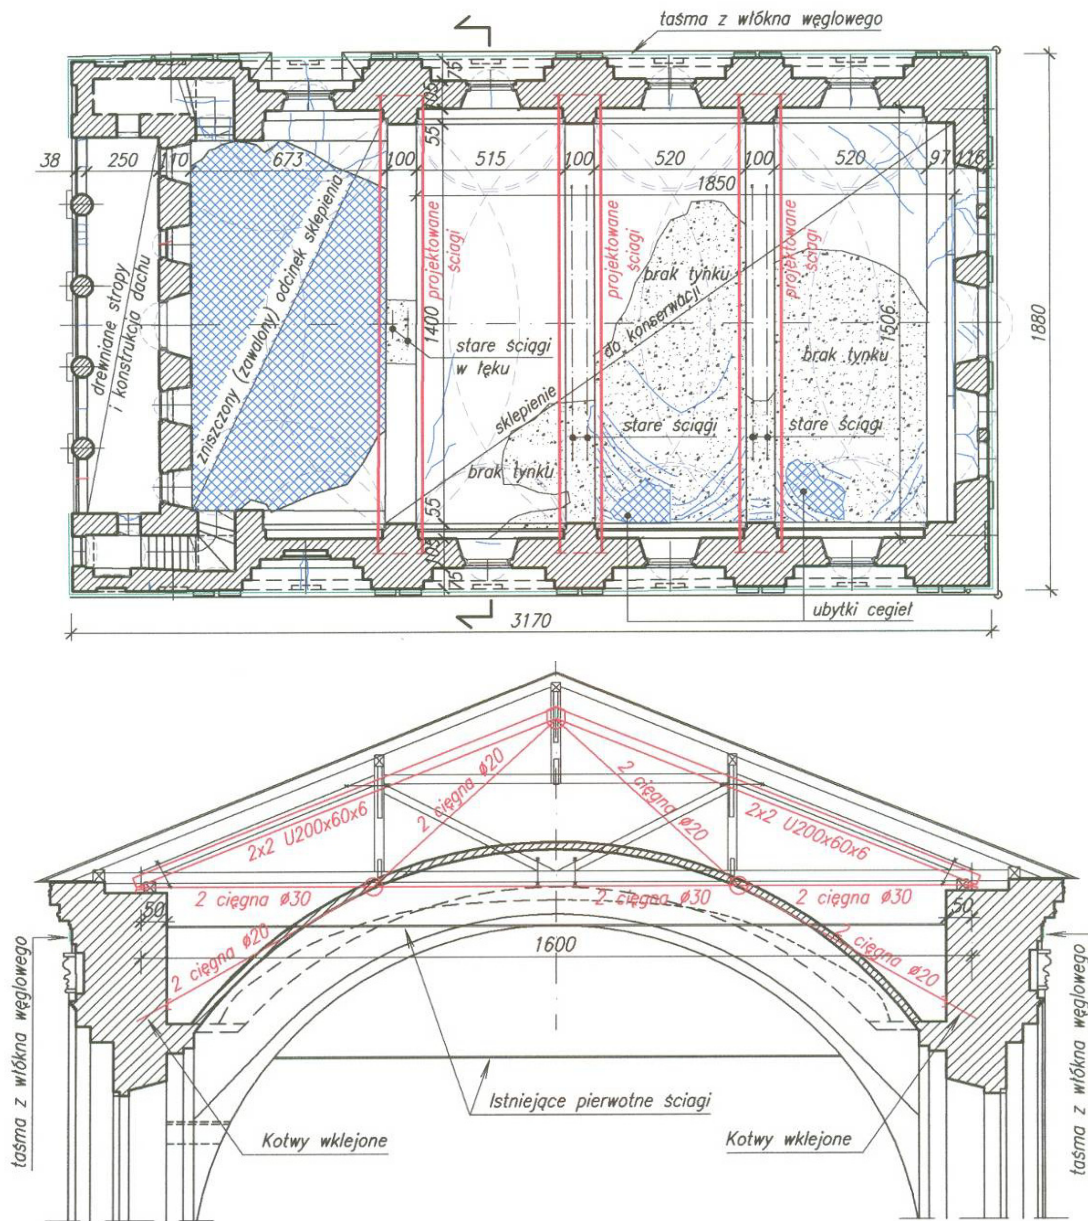 taśma z włókna węglowego
75
105
55
38
250
110
673
100
515
100
520
100
520
97
116
1850
drewniane stropy
i konstrukcja dachu
zniszczony (zawalony) odcinek sklepienia
projektowane
ściągi
projektowane
ściągi
projektowane
ściągi
1400
1506
1880
brak tynku
do konserwacji
sklepienie
stare ściągi
w łęku
brak tynku
stare ściągi
stare ściągi
brak tynku
55
105
75
ubytki cegieł
3170
2 cięgna ø20
2 cięgna ø20
2x2 U200x60x6
2x2 U200x60x6
2 cięgna ø30
2 cięgna ø30
2 cięgna ø30
50
50
2 cięgna ø20
1600
2 cięgna ø20
taśma z włókna węglowego
taśma z włókna węglowego
Istniejące pierwotne ściagi
Kotwy wklejone
Kotwy wklejone